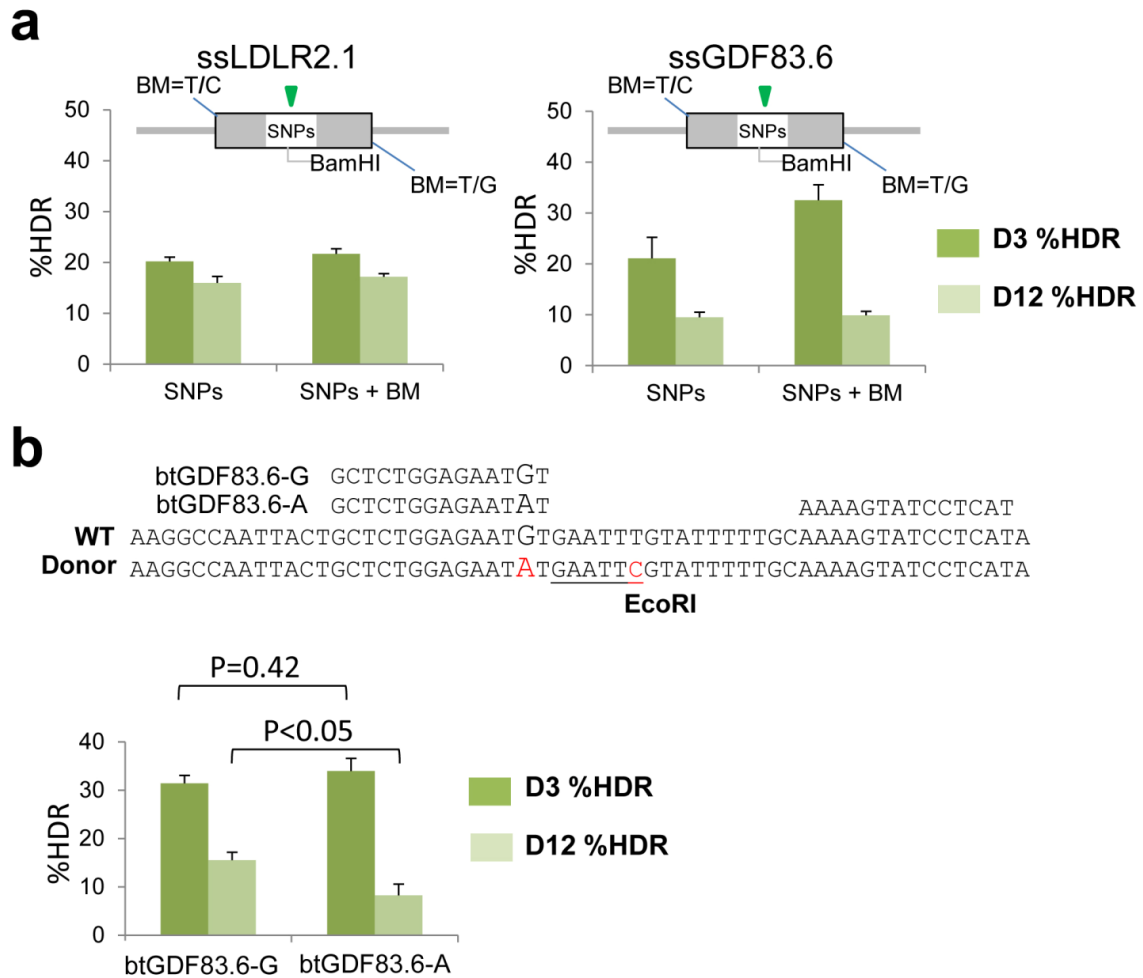 a
ssLDLR2.1
BM=T/C
SNPs
BamHI
BM=T/G
%HDR
50
40
30
20
10
0
SNPs
SNPs + BM
ssGDF83.6
BM=T/C
SNPs
BamHI
BM=T/G
%HDR
50
40
30
20
10
0
SNPs
SNPs + BM
D3 %HDR
D12 %HDR
b
btGDF83.6-G GCTCTGGAGAATGT
btGDF83.6-A GCTCTGGAGAATAT AAAAGTATCCTCAT
WT AAGGCCAATTACTGCTCTGGAGAATGTGAATTTGTATTTTTGCAAAAGTATCCTCATA
Donor AAGGCCAATTACTGCTCTGGAGAATATGAATTCGTATTTTTGCAAAAGTATCCTCATA
EcoRI
P=0.42
P<0.05
%HDR
40
30
20
10
0
btGDF83.6-G
btGDF83.6-A
D3 %HDR
D12 %HDR